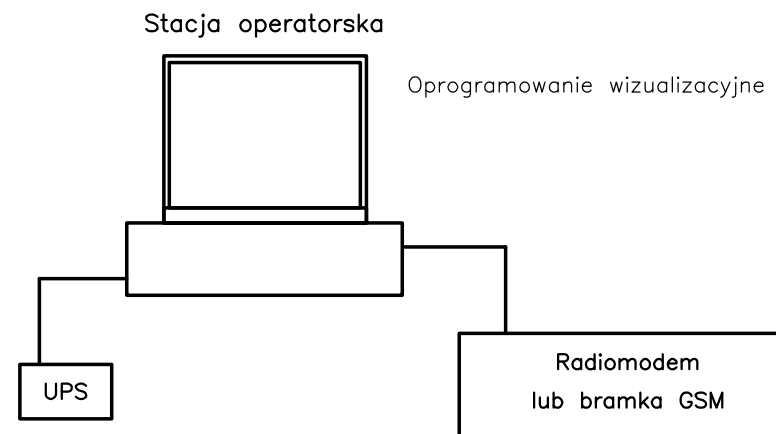 Stacja operatorska
Oprogramowanie wizualizacyjne
UPS
Radiomodem
lub bramka GSM